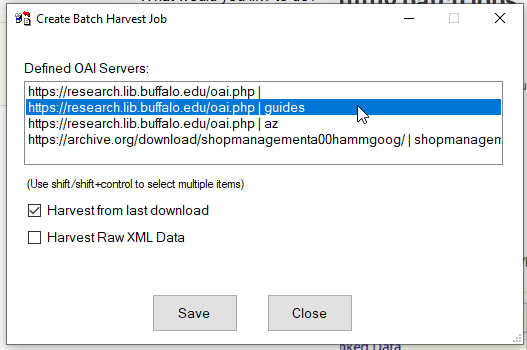 Create Batch Harvest Job
Defined OAI Servers:
https://research.lib.buffalo.edu/oai.php |
https://research.lib.buffalo.edu/oai.php | guides
https://research.lib.buffalo.edu/oai.php | az
https://archive.org/download/shopmanagementa00hammgoog/ | shopmanagem
(Use shift/shift+control to select multiple items)
Harvest from last download
Harvest Raw XML Data
Save Close
nked Data